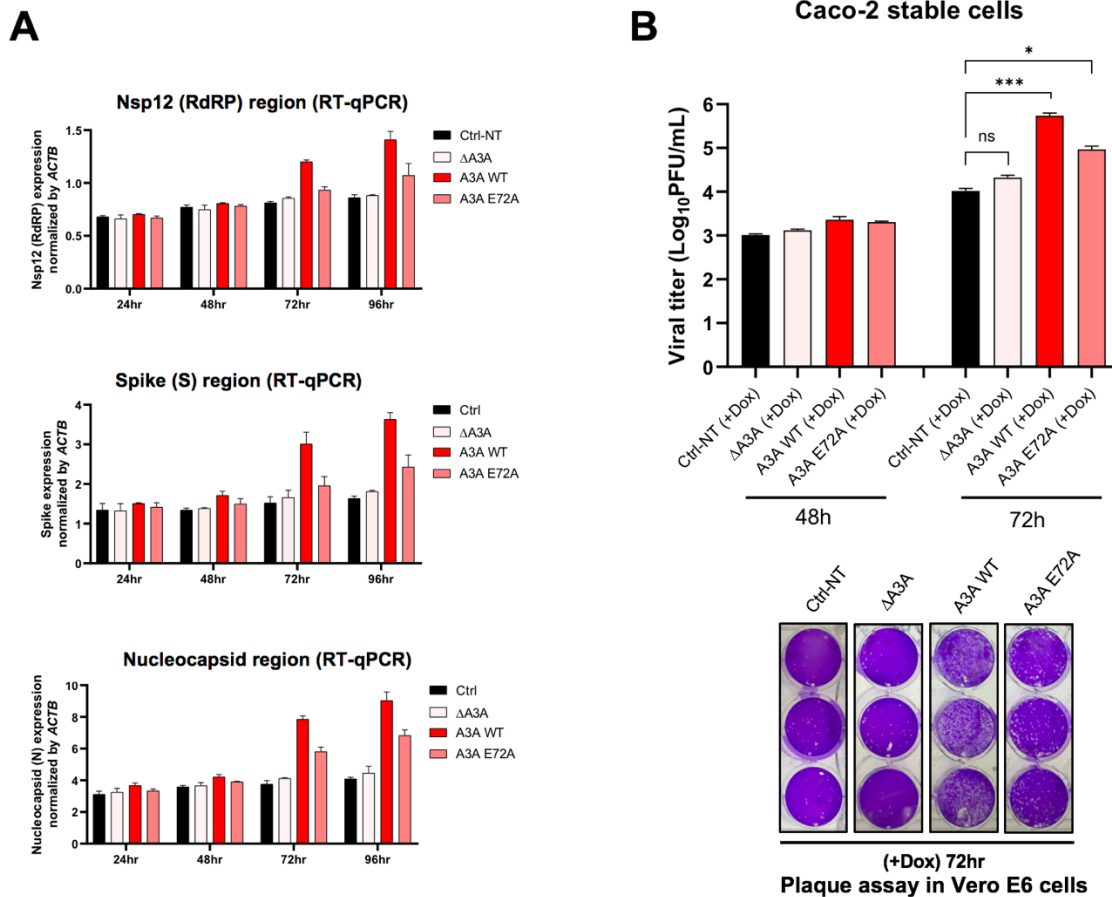 A
Nsp12 (RdRP) region (RT-qPCR)
Nsp12 (RdRP) expression
normalized by ACTB
1.5
1.0
0.5
0.0
24hr
48hr
72hr
96hr
Ctrl-NT
ΔA3A
A3A WT
A3A E72A
Spike (S) region (RT-qPCR)
Spike expression
normalized by ACTB
4
3
2
1
0
24hr
48hr
72hr
96hr
Ctrl
ΔA3A
A3A WT
A3A E72A
Nucleocapsid region (RT-qPCR)
Nucleocapsid (N) expression
normalized by ACTB
10
8
6
4
2
0
24hr
48hr
72hr
96hr
Ctrl
ΔA3A
A3A WT
A3A E72A
B
Caco-2 stable cells
Viral titer (Log10PFU/mL)
6
5
4
3
2
1
0
*
***
ns
Ctrl-NT (+Dox)
ΔA3A (+Dox)
A3A WT (+Dox)
A3A E72A (+Dox)
Ctrl-NT (+Dox)
ΔA3A (+Dox)
A3A WT (+Dox)
A3A E72A (+Dox)
48h
72h
Ctrl-NT
ΔA3A
A3A WT
A3A E72A
(+Dox) 72hr
Plaque assay in Vero E6 cells